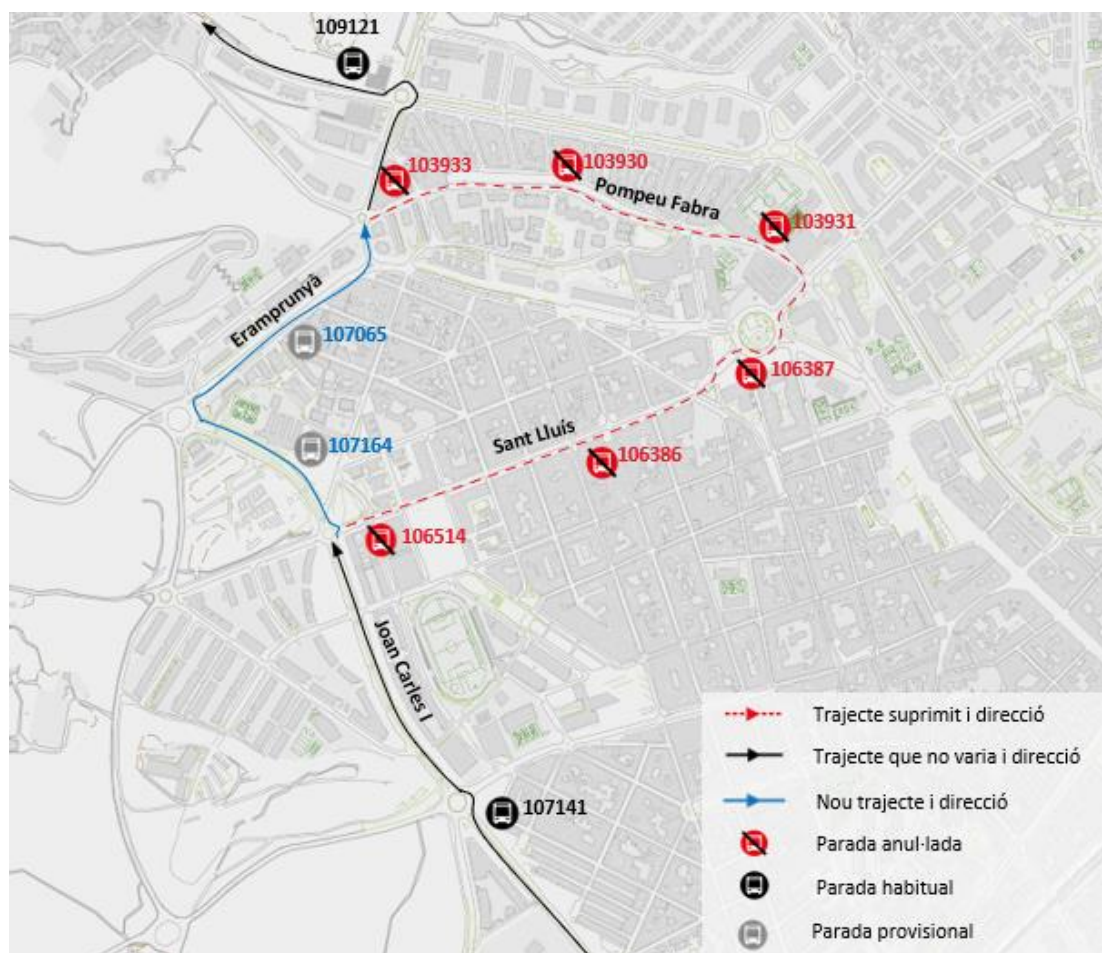 109121
103933
103930
Pompeu Fabra
103931
Eramprunyà
107065
106387
107164
Sant Lluís
106386
106514
Joan Carles I
107141
Trajecte suprimit i direcció
Trajecte que no varia i direcció
Nou trajecte i direcció
Parada anul·lada
Parada habitual
Parada provisional